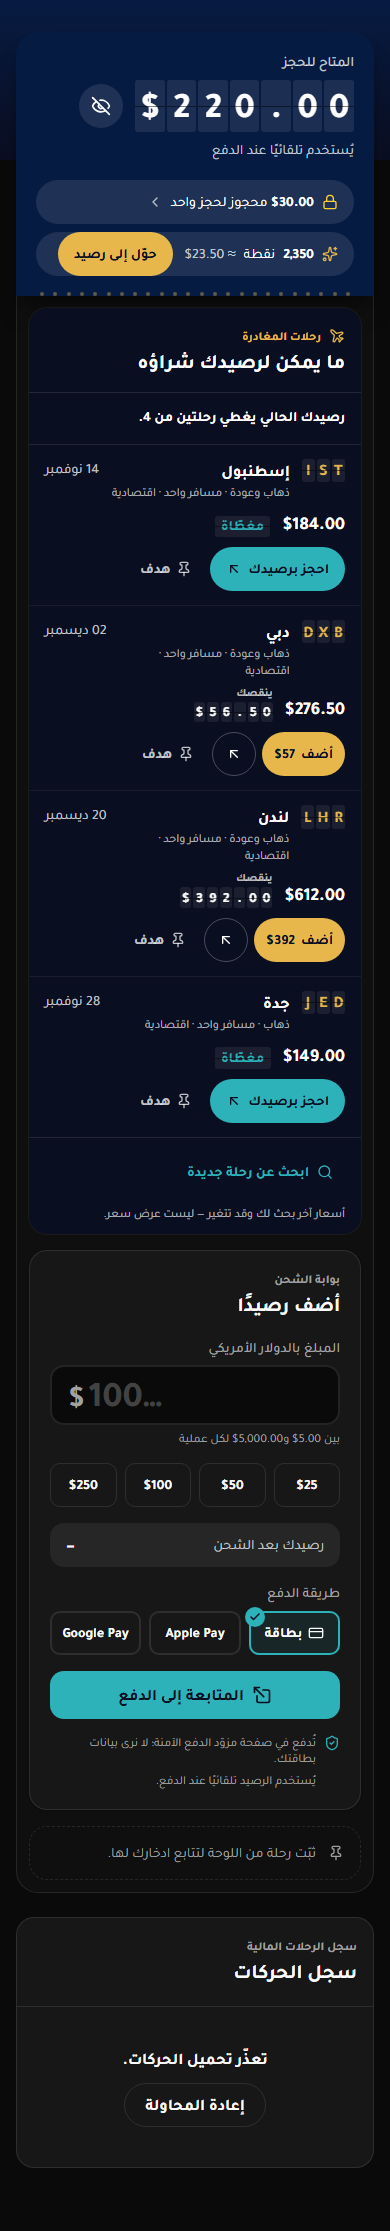 المتاح للحجز
$220.00
يُستخدم تلقائيًا عند الدفع
$30.00 محجوز لحجز واحد
2,350 نقطة ≈ $23.50
حوّل إلى رصيد
رحلات المغادرة
ما يمكن لرصيدك شراؤه
رصيدك الحالي يغطي رحلتين من 4.
IST
إسطنبول
14 نوفمبر
ذهاب وعودة · مسافر واحد · اقتصادية
$184.00
مغطّاة
احجز برصيدك
هدف
DXB
دبي
02 ديسمبر
ذهاب وعودة · مسافر واحد ·
اقتصادية
$276.50
ينقصك
$56.50
أضف $57
هدف
LHR
لندن
20 ديسمبر
ذهاب وعودة · مسافر واحد ·
اقتصادية
$612.00
ينقصك
$392.00
أضف $392
هدف
JED
جدة
28 نوفمبر
ذهاب · مسافر واحد · اقتصادية
$149.00
مغطّاة
احجز برصيدك
هدف
ابحث عن رحلة جديدة
أسعار آخر بحث لك وقد تتغير — ليست عرض سعر.
بوابة الشحن
أضف رصيدًا
المبلغ بالدولار الأمريكي
$ 100...
بين $5.00 و$5,000.00 لكل عملية
$25
$50
$100
$250
رصيدك بعد الشحن
–
طريقة الدفع
بطاقة
Apple Pay
Google Pay
المتابعة إلى الدفع
تُدفع في صفحة مزوّد الدفع الآمنة؛ لا نرى بيانات
بطاقتك.
يُستخدم الرصيد تلقائيًا عند الدفع.
ثبّت رحلة من اللوحة لتتابع ادخارك لها.
سجل الرحلات المالية
سجل الحركات
تعذّر تحميل الحركات.
إعادة المحاولة